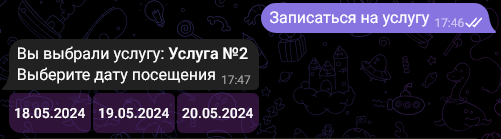 Записаться на услугу 17:46
Вы выбрали услугу: Услуга №2
Выберите дату посещения 17:47
18.05.2024 19.05.2024 20.05.2024